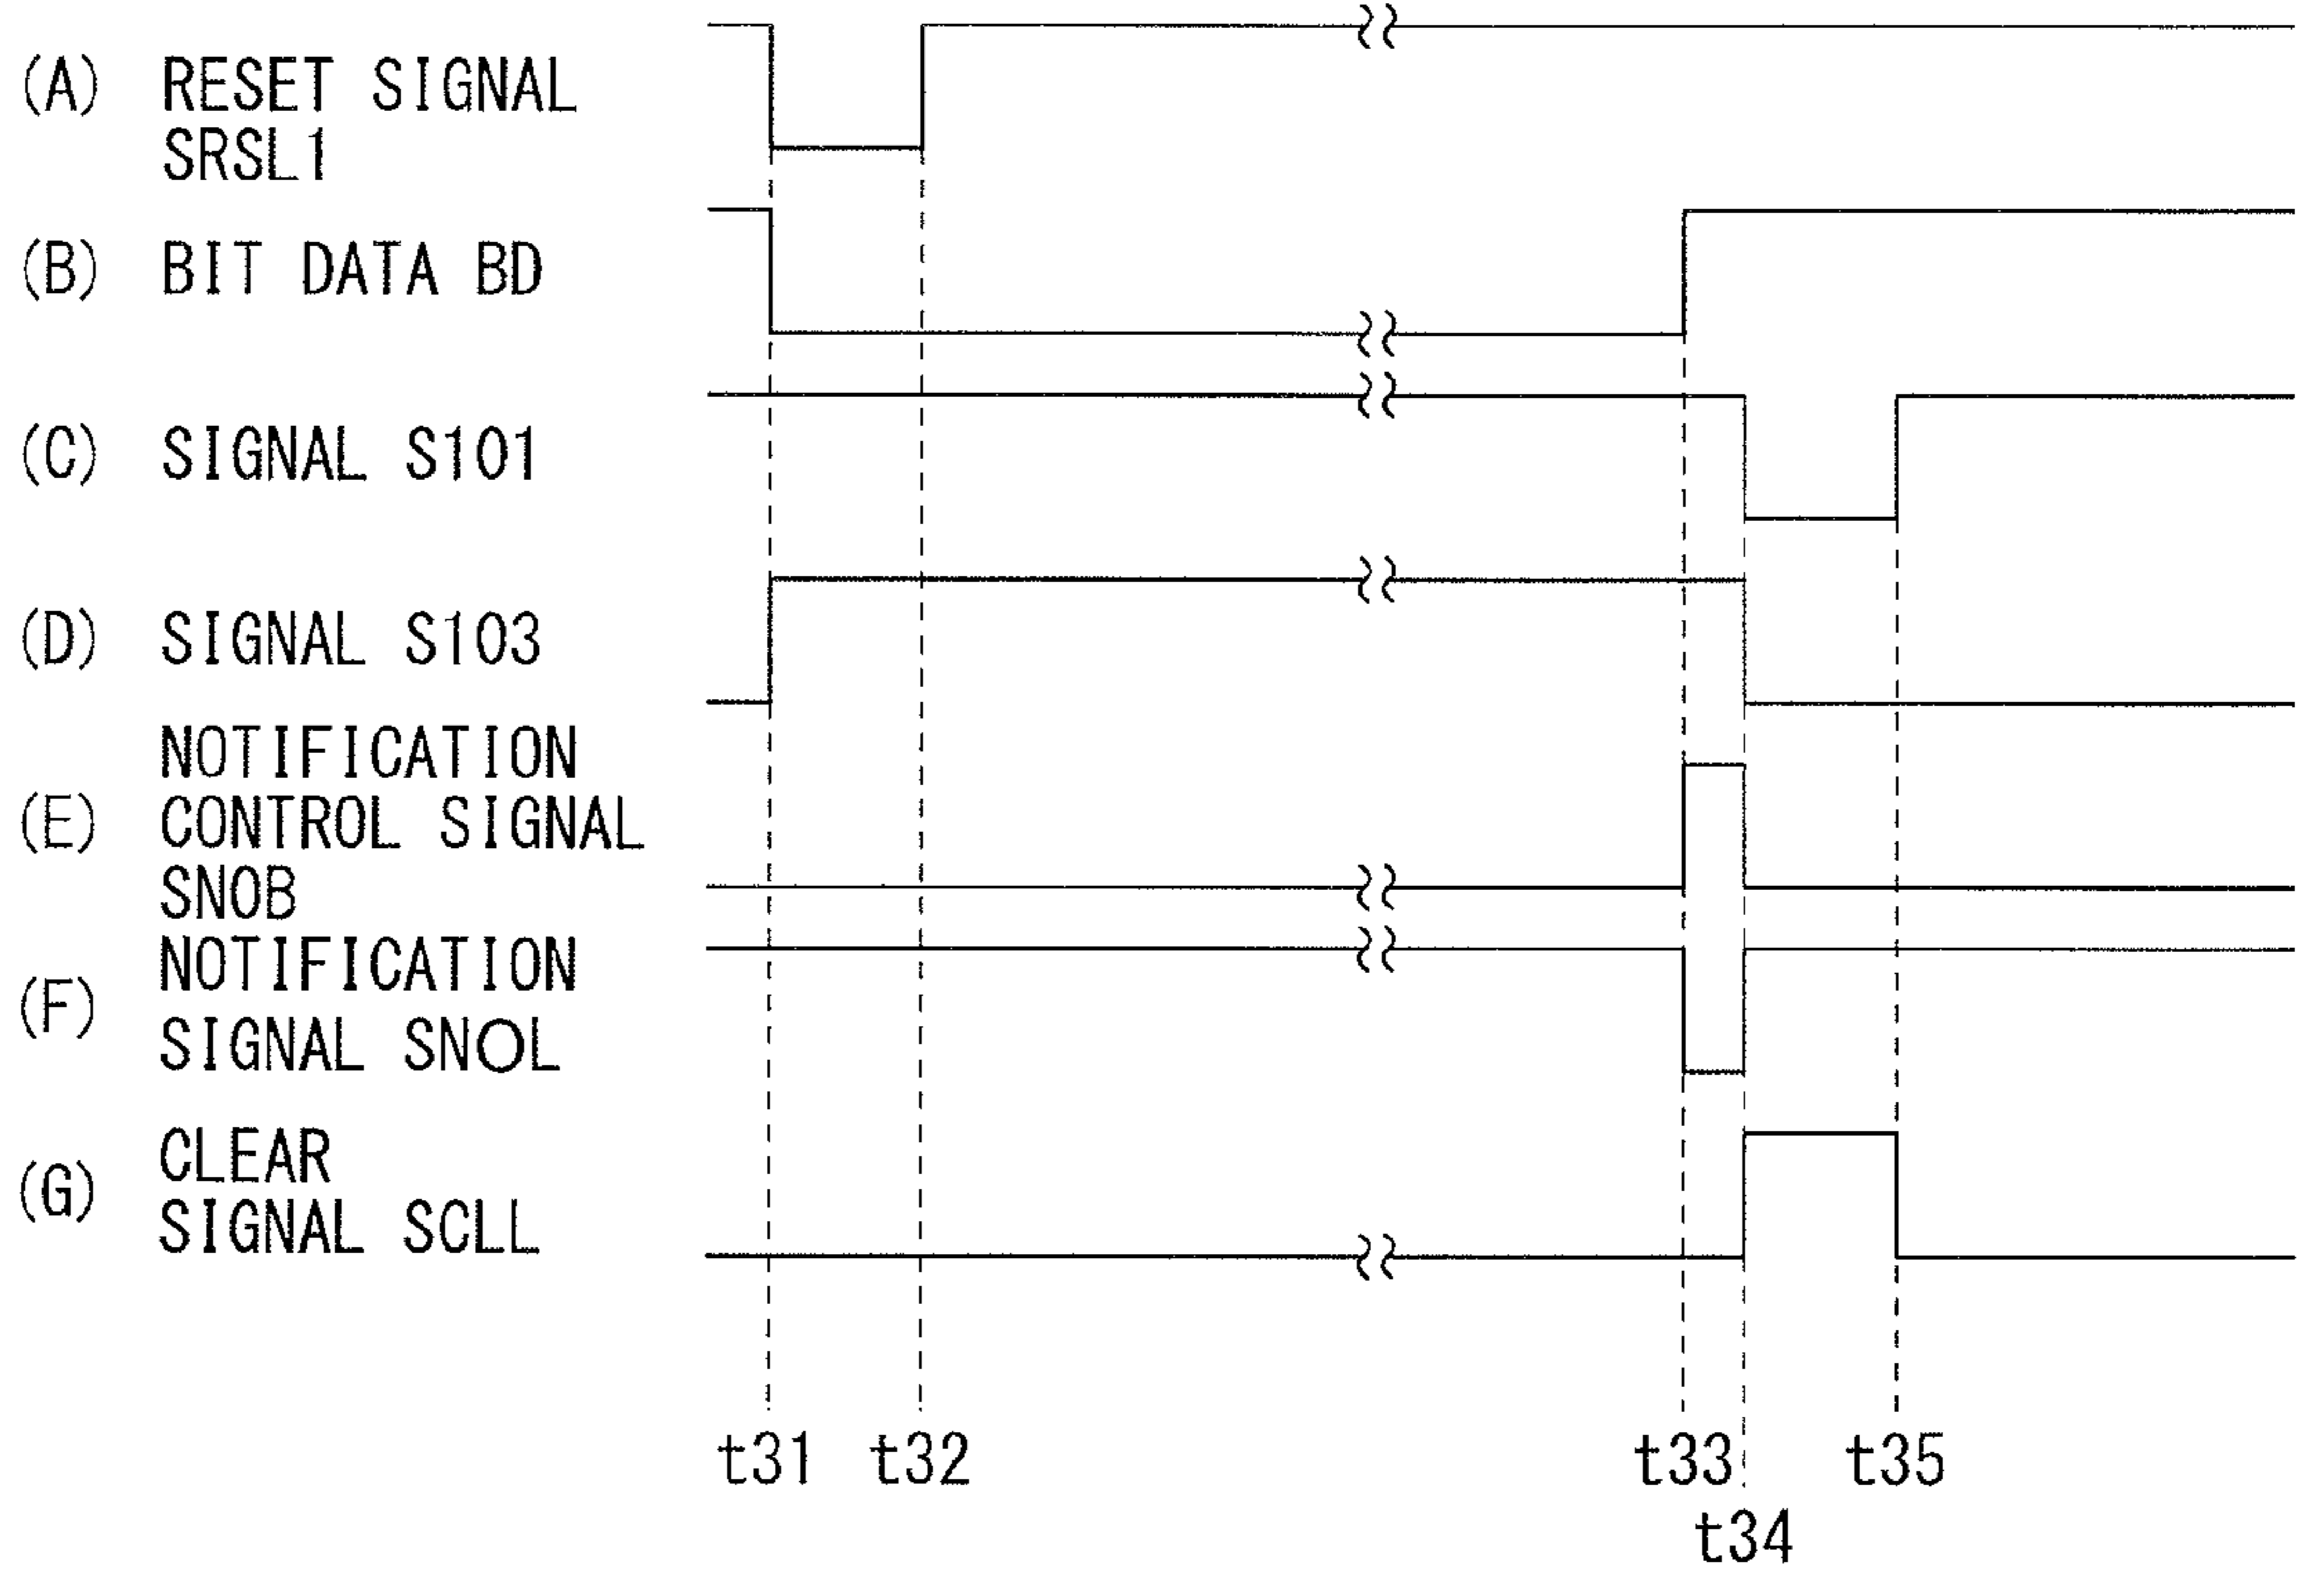 (A) RESET SIGNAL
SRSL1
(B) BIT DATA BD
(C) SIGNAL S101
(D) SIGNAL S103
NOTIFICATION
(E) CONTROL SIGNAL
SNOB
NOTIFICATION
(F)
SIGNAL SNOL
CLEAR
(G)
SIGNAL SCLL
t31 t32 t33 t35
t34